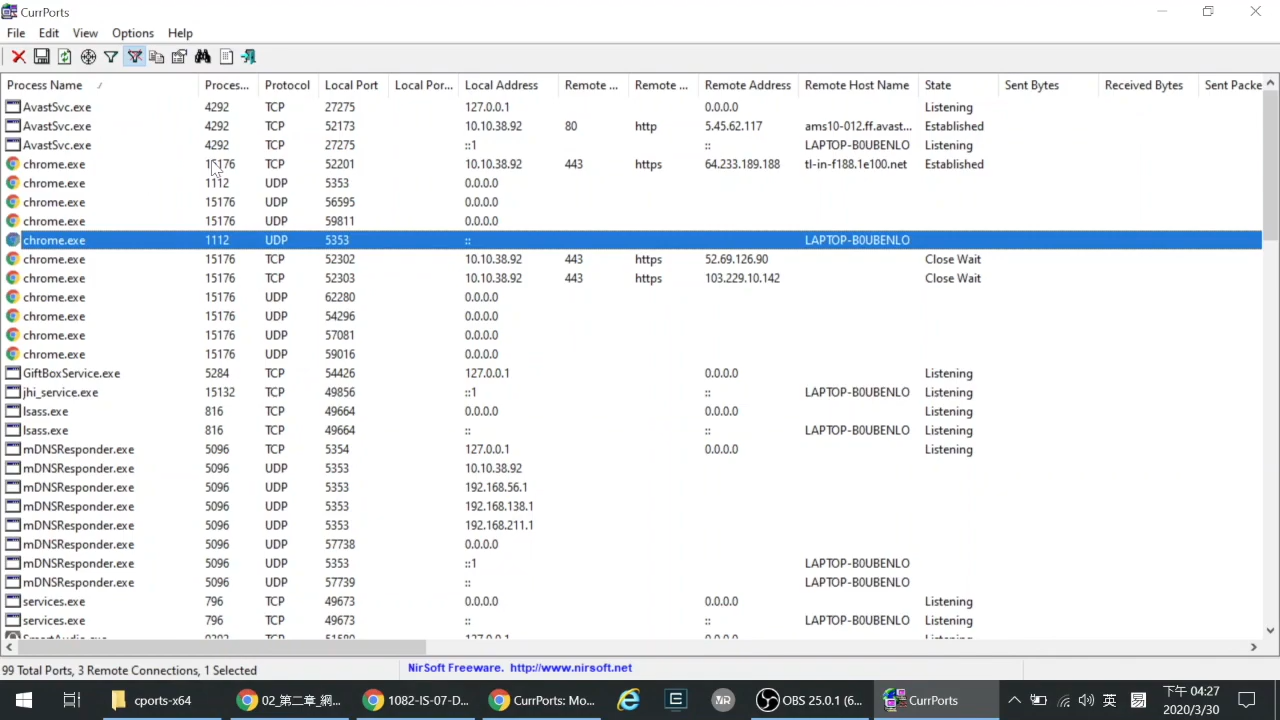 CurrPorts
File Edit View Options Help
Process Name / Proces... Protocol Local Port Local Por... Local Address Remote ... Remote ... Remote Address Remote Host Name State Sent Bytes Received Bytes Sent Packe
AvastSvc.exe 4292 TCP 27275 127.0.0.1 0.0.0.0 Listening
AvastSvc.exe 4292 TCP 52173 10.10.38.92 80 http 5.45.62.117 ams10-012.ff.avast... Established
AvastSvc.exe 4292 TCP 27275 ::1 :: LAPTOP-B0UBENLO Listening
chrome.exe 15176 TCP 52201 10.10.38.92 443 https 64.233.189.188 tl-in-f188.1e100.net Established
chrome.exe 1112 UDP 5353 0.0.0.0
chrome.exe 15176 UDP 56595 0.0.0.0
chrome.exe 15176 UDP 59811 0.0.0.0
chrome.exe 1112 UDP 5353 :: LAPTOP-B0UBENLO
chrome.exe 15176 TCP 52302 10.10.38.92 443 https 52.69.126.90 Close Wait
chrome.exe 15176 TCP 52303 10.10.38.92 443 https 103.229.10.142 Close Wait
chrome.exe 15176 UDP 62280 0.0.0.0
chrome.exe 15176 UDP 54296 0.0.0.0
chrome.exe 15176 UDP 57081 0.0.0.0
chrome.exe 15176 UDP 59016 0.0.0.0
GiftBoxService.exe 5284 TCP 54426 127.0.0.1 0.0.0.0 Listening
jhi_service.exe 15132 TCP 49856 ::1 :: LAPTOP-B0UBENLO Listening
lsass.exe 816 TCP 49664 0.0.0.0 0.0.0.0 Listening
lsass.exe 816 TCP 49664 :: :: LAPTOP-B0UBENLO Listening
mDNSResponder.exe 5096 TCP 5354 127.0.0.1 0.0.0.0 Listening
mDNSResponder.exe 5096 UDP 5353 10.10.38.92
mDNSResponder.exe 5096 UDP 5353 192.168.56.1
mDNSResponder.exe 5096 UDP 5353 192.168.138.1
mDNSResponder.exe 5096 UDP 5353 192.168.211.1
mDNSResponder.exe 5096 UDP 57738 0.0.0.0
mDNSResponder.exe 5096 UDP 5353 ::1 LAPTOP-B0UBENLO
mDNSResponder.exe 5096 UDP 57739 :: LAPTOP-B0UBENLO
services.exe 796 TCP 49673 0.0.0.0 0.0.0.0 Listening
services.exe 796 TCP 49673 :: :: LAPTOP-B0UBENLO Listening
99 Total Ports, 3 Remote Connections, 1 Selected NirSoft Freeware. http://www.nirsoft.net
cports-x64 02_第二章_網... 1082-IS-07-D... CurrPorts: Mo... OBS 25.0.1 (6... CurrPorts 英 下午 04:27
2020/3/30